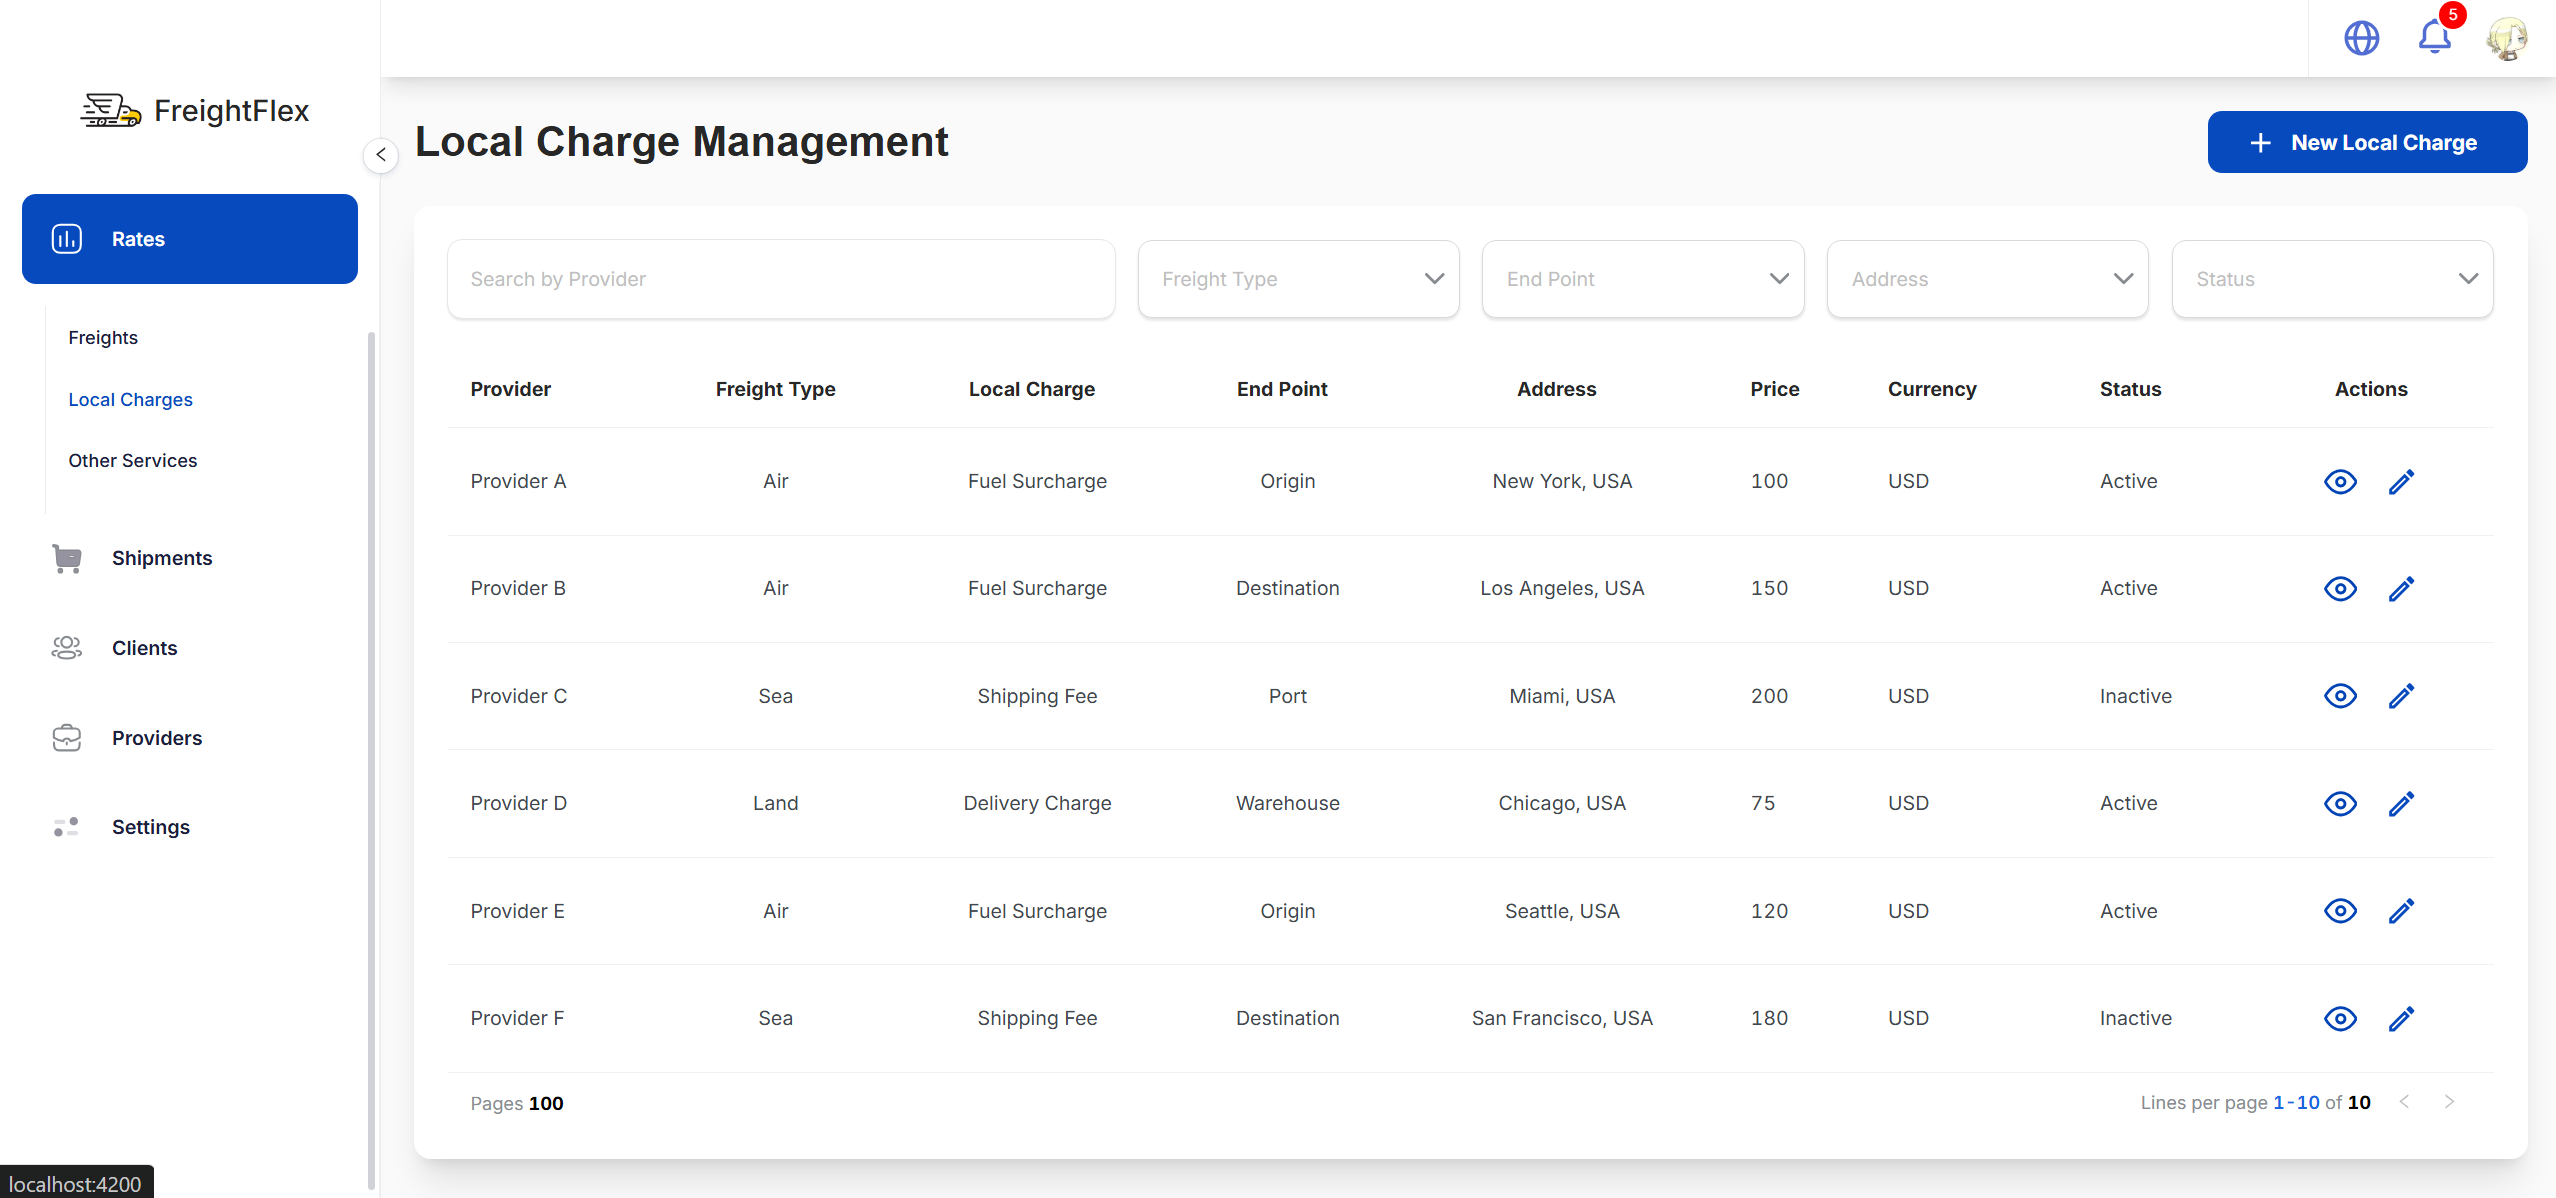 5
FreightFlex
Local Charge Management
New Local Charge
Rates
Freights
Local Charges
Other Services
Shipments
Clients
Providers
Settings
Search by Provider Freight Type End Point Address Status
Provider Freight Type Local Charge End Point Address Price Currency Status Actions
Provider A Air Fuel Surcharge Origin New York, USA 100 USD Active
Provider B Air Fuel Surcharge Destination Los Angeles, USA 150 USD Active
Provider C Sea Shipping Fee Port Miami, USA 200 USD Inactive
Provider D Land Delivery Charge Warehouse Chicago, USA 75 USD Active
Provider E Air Fuel Surcharge Origin Seattle, USA 120 USD Active
Provider F Sea Shipping Fee Destination San Francisco, USA 180 USD Inactive
Pages 100 Lines per page 1-10 of 10
localhost:4200